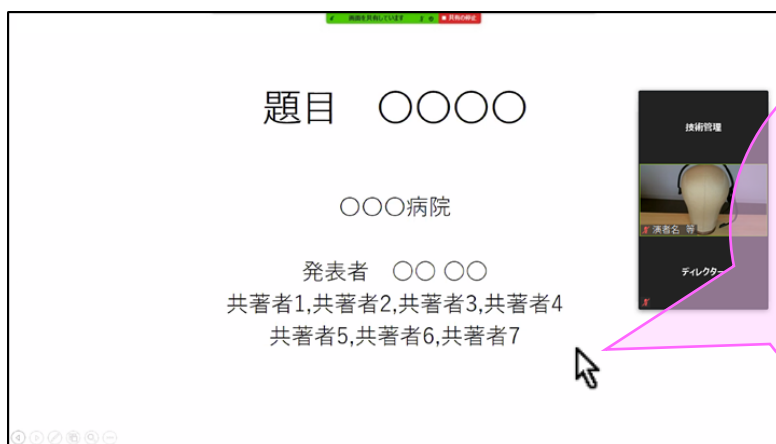 画面を共有しています 共有の停止
題目 〇〇〇〇
〇〇〇病院
発表者 〇〇 〇〇
共著者1,共著者2,共著者3,共著者4
共著者5,共著者6,共著者7
技術管理
演者名 等
ディレクター